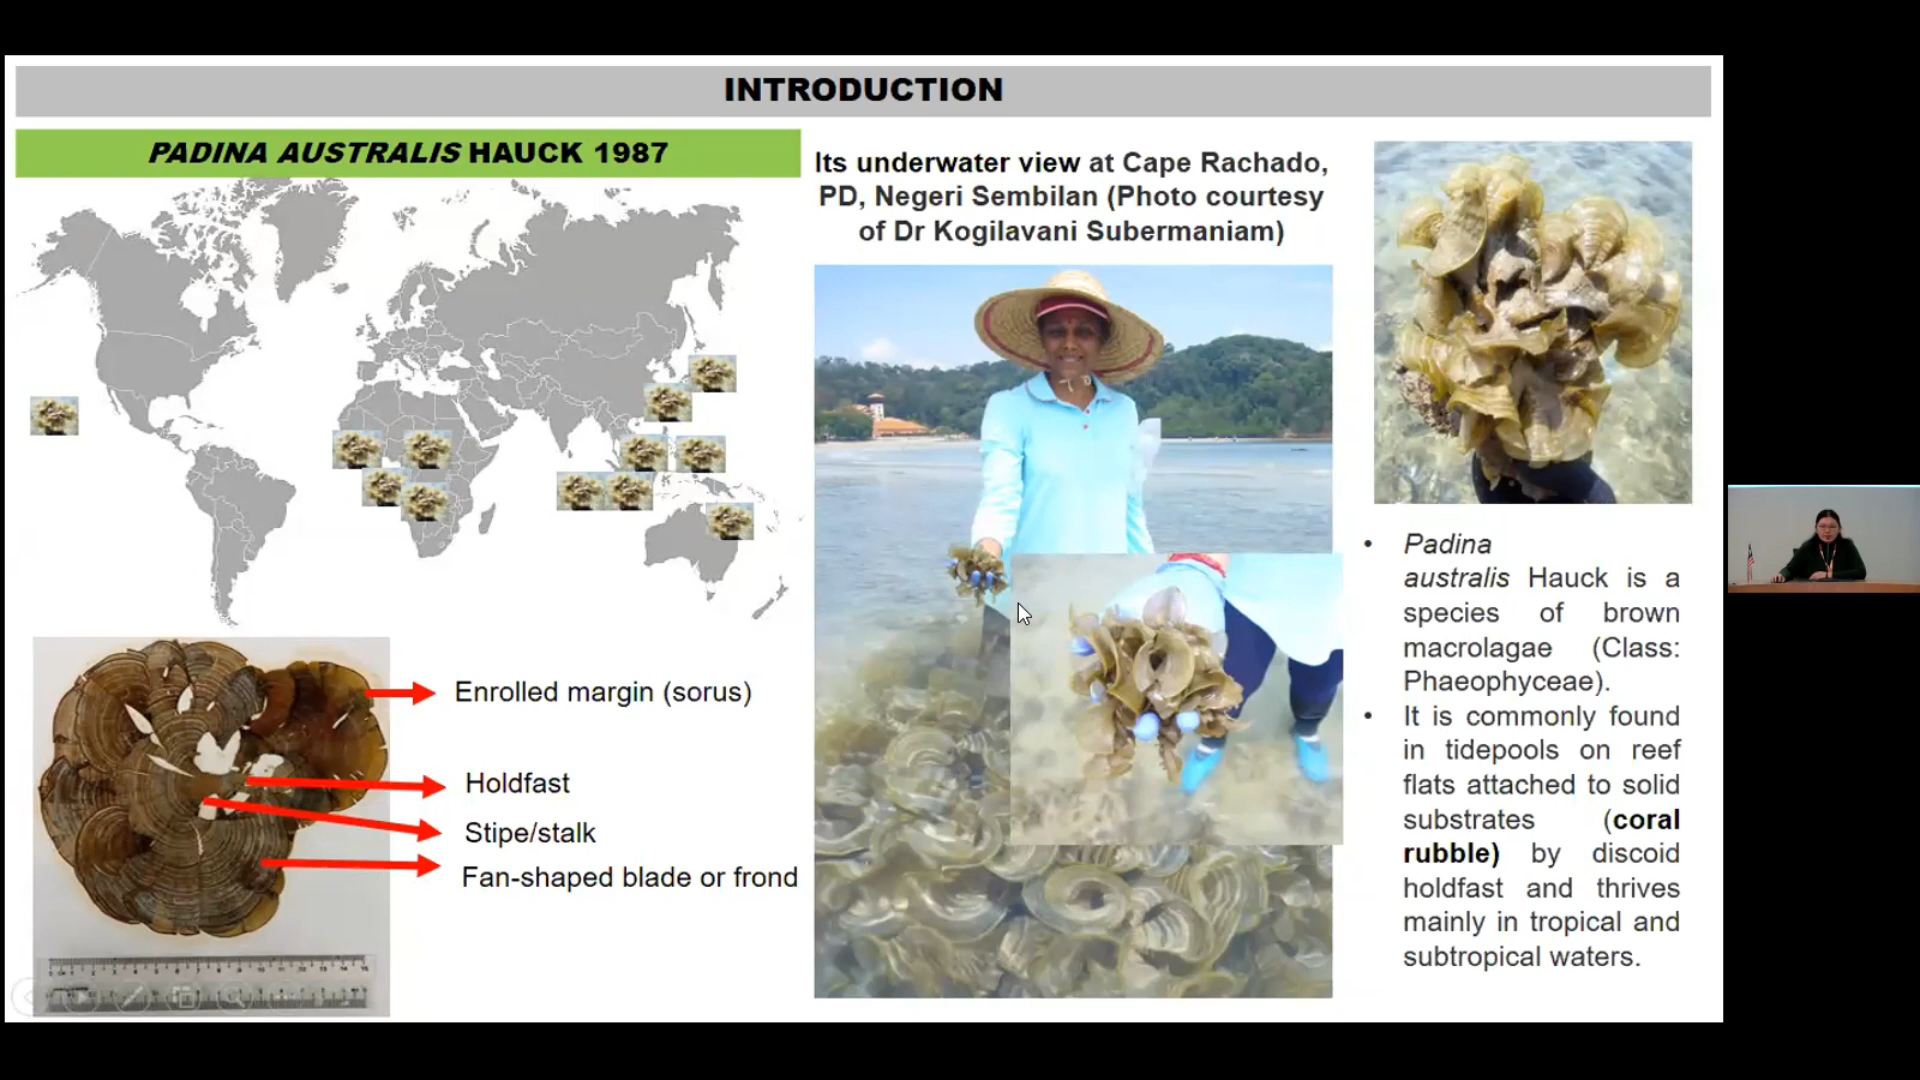 INTRODUCTION
PADINA AUSTRALIS HAUCK 1987
Its underwater view at Cape Rachado,
PD, Negeri Sembilan (Photo courtesy
of Dr Kogilavani Subermaniam)
Enrolled margin (sorus)
Holdfast
Stipe/stalk
Fan-shaped blade or frond
• Padina
australis Hauck is a
species of brown
macrolagae (Class:
Phaeophyceae).
• It is commonly found
in tidepools on reef
flats attached to solid
substrates (coral
rubble) by discoid
holdfast and thrives
mainly in tropical and
subtropical waters.